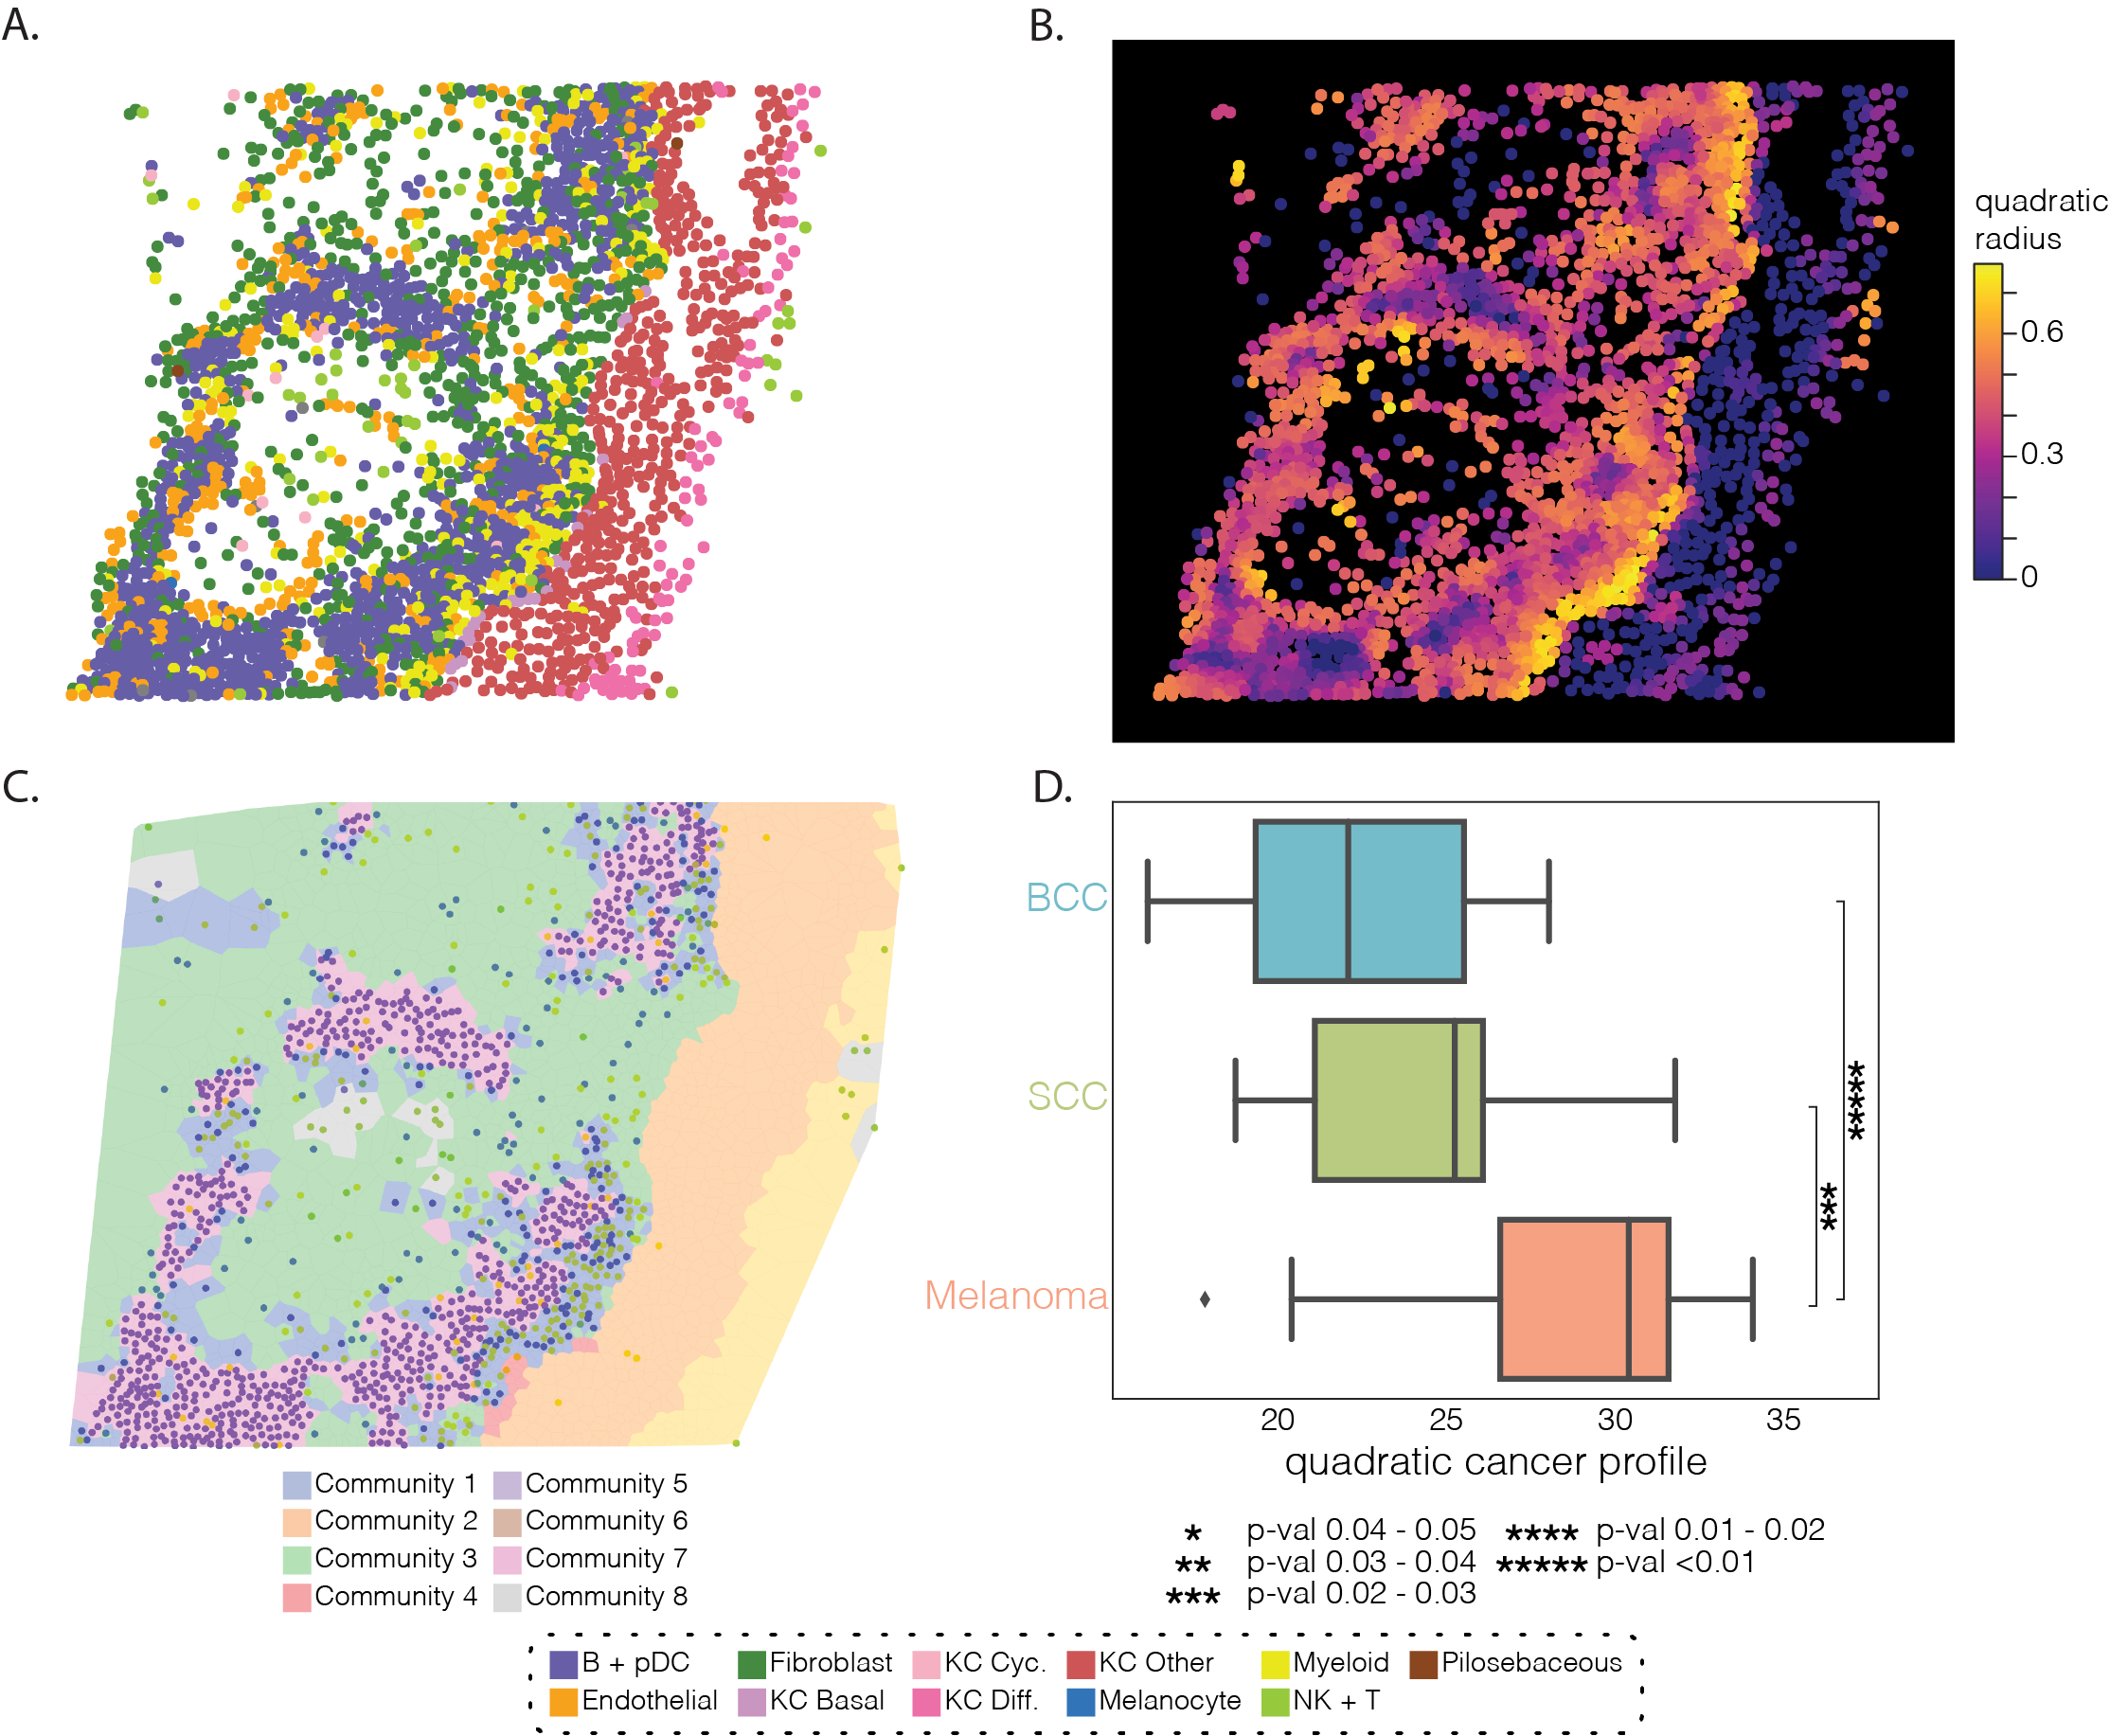 A.
B.
quadratic
radius
0.6
0.3
0
C.
D.
BCC
SCC
Melanoma
*****
***
20 25 30 35
quadratic cancer profile
* p-val 0.04 - 0.05 **** p-val 0.01 - 0.02
** p-val 0.03 - 0.04 ***** p-val <0.01
*** p-val 0.02 - 0.03
Community 1 Community 5
Community 2 Community 6
Community 3 Community 7
Community 4 Community 8
B + pDC Fibroblast KC Cyc. KC Other Myeloid Pilosebaceous
Endothelial KC Basal KC Diff. Melanocyte NK + T